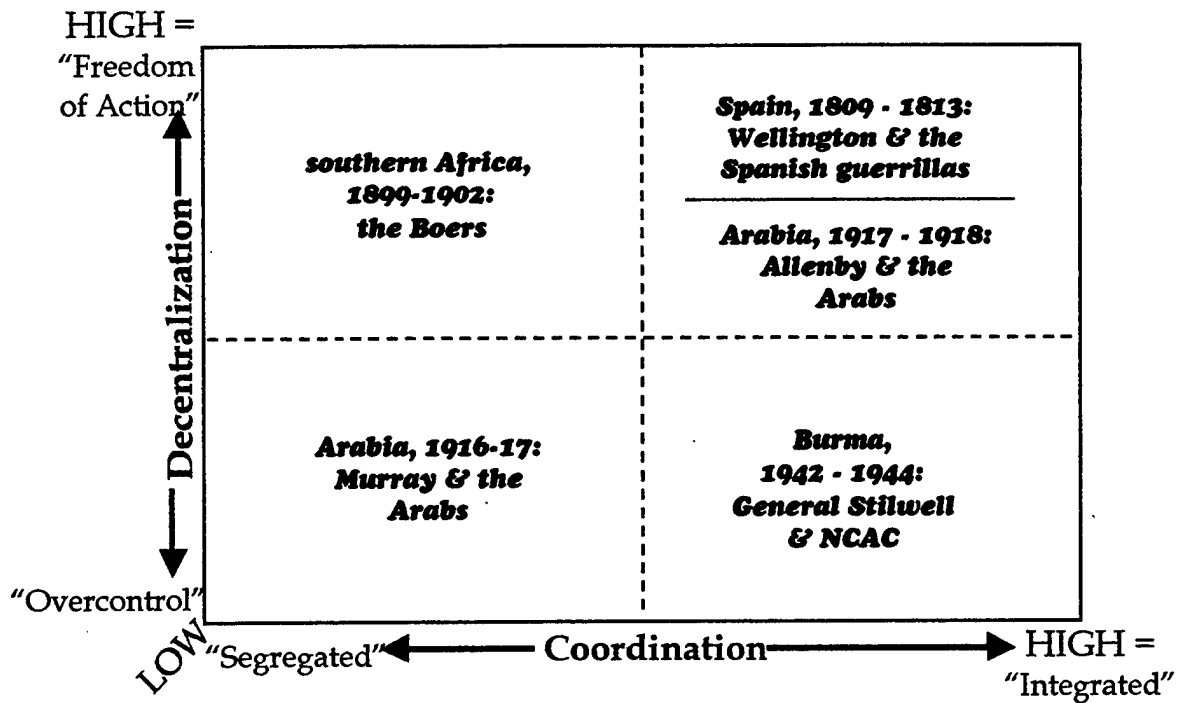 HIGH =
"Freedom
of Action"
Decentralization
"Overcontrol"
LOW
southern Africa,
1899-1902:
the Boers
Spain, 1809 - 1813:
Wellington & the
Spanish guerrillas
Arabia, 1917 - 1918:
Allenby & the
Arabs
Arabia, 1916-17:
Murray & the
Arabs
Burma,
1942 - 1944:
General Stilwell
& NCAC
"Segregated"
Coordination
HIGH =
"Integrated"